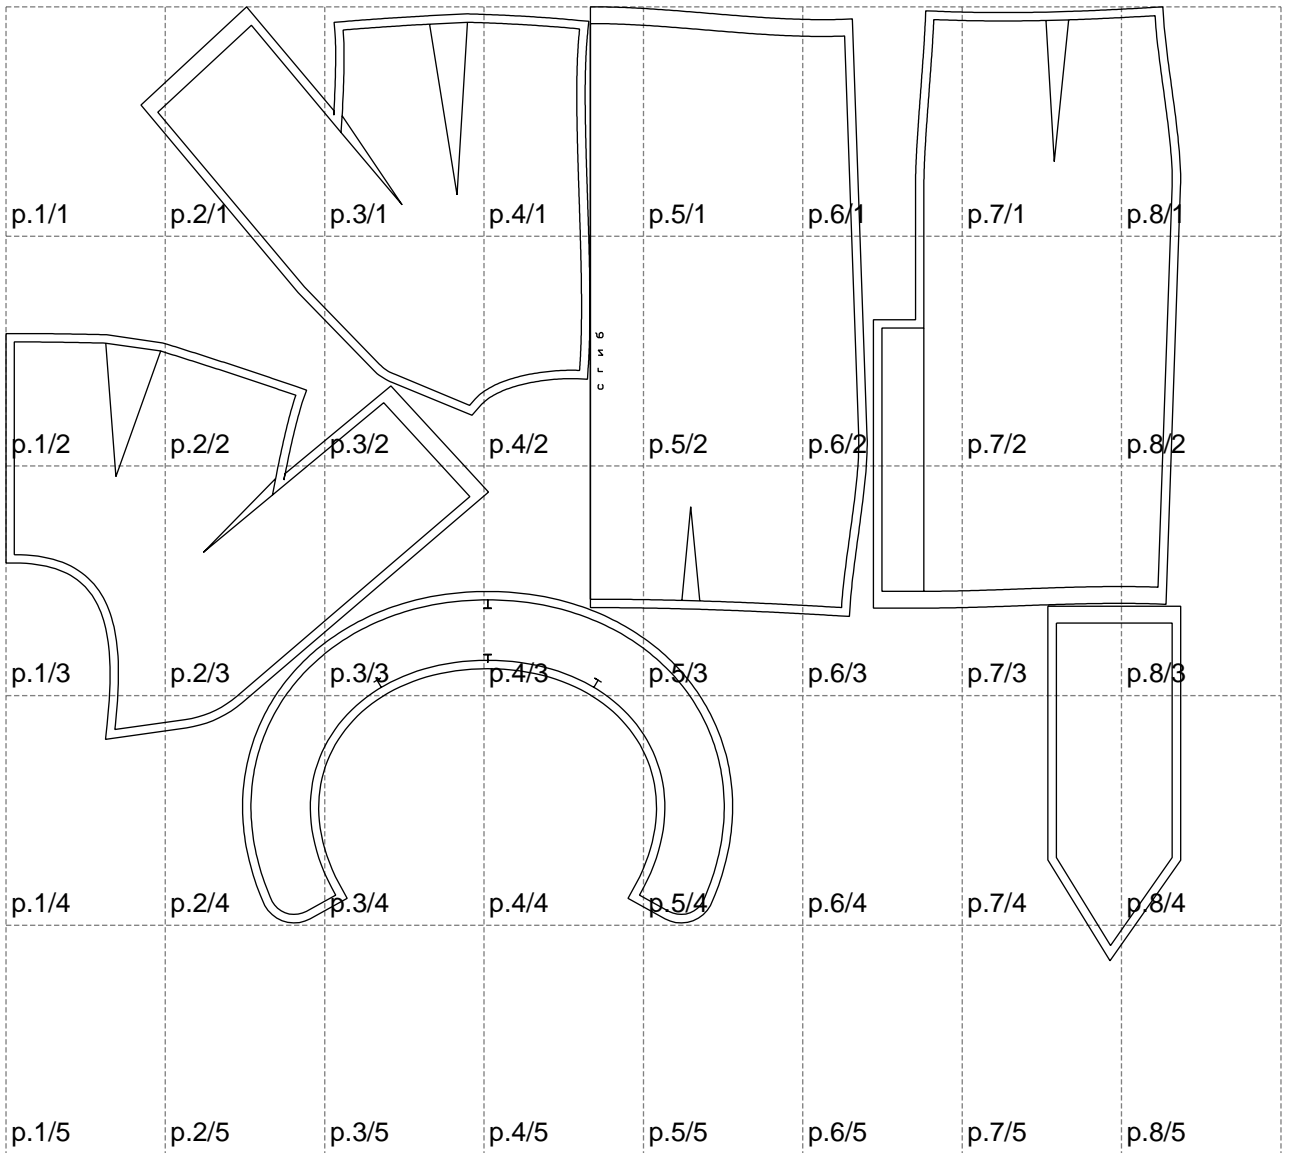 p.1/1 p.2/1 p.3/1 p.4/1 p.5/1 p.6/1 p.7/1 p.8/1
сгиб
p.1/2 p.2/2 p.3/2 p.4/2 p.5/2 p.6/2 p.7/2 p.8/2
p.1/3 p.2/3 p.3/3 p.4/3 p.5/3 p.6/3 p.7/3 p.8/3
p.1/4 p.2/4 p.3/4 p.4/4 p.5/4 p.6/4 p.7/4 p.8/4
p.1/5 p.2/5 p.3/5 p.4/5 p.5/5 p.6/5 p.7/5 p.8/5